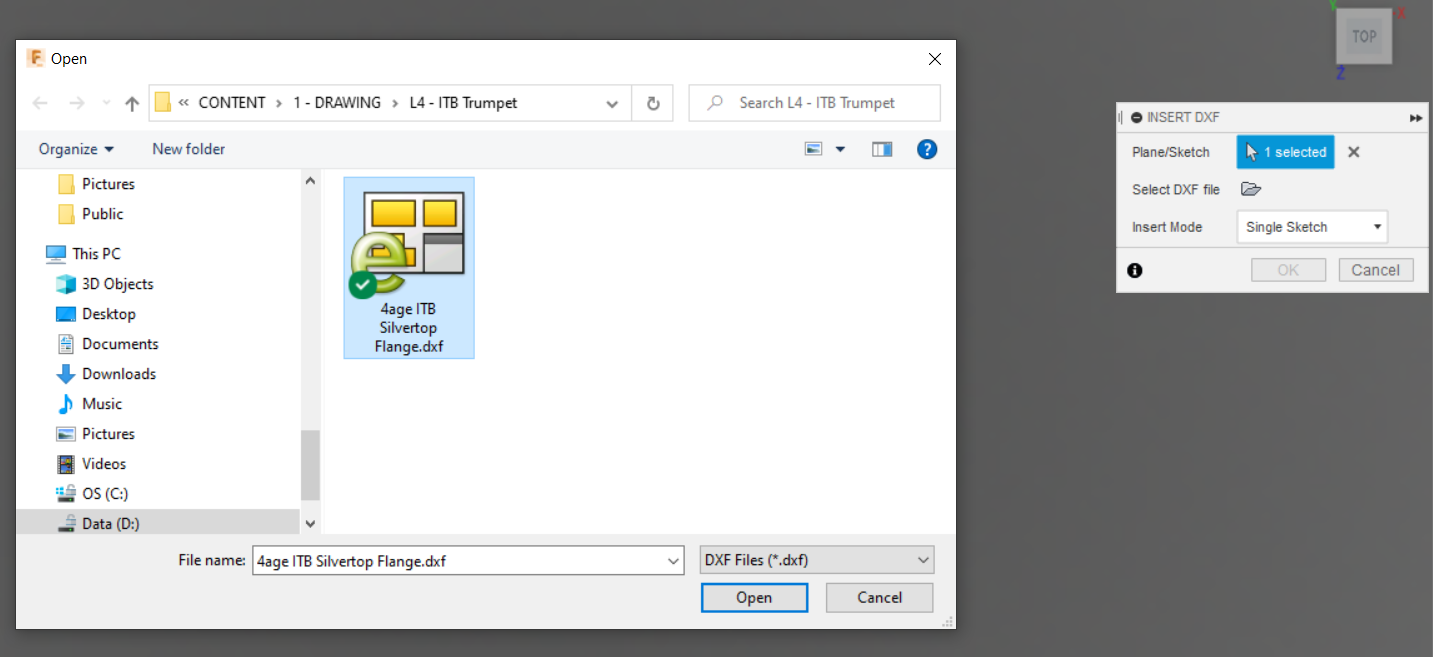 Open
« CONTENT › 1 - DRAWING › L4 - ITB Trumpet
Search L4 - ITB Trumpet
Organize
New folder
?
Pictures
Public
This PC
3D Objects
Desktop
Documents
Downloads
Music
Pictures
Videos
OS (C:)
Data (D:)
4age ITB
Silvertop
Flange.dxf
File name:
4age ITB Silvertop Flange.dxf
DXF Files (*.dxf)
Open
Cancel
Y
X
TOP
Z
INSERT DXF
Plane/Sketch
1 selected
Select DXF file
Insert Mode
Single Sketch
OK
Cancel